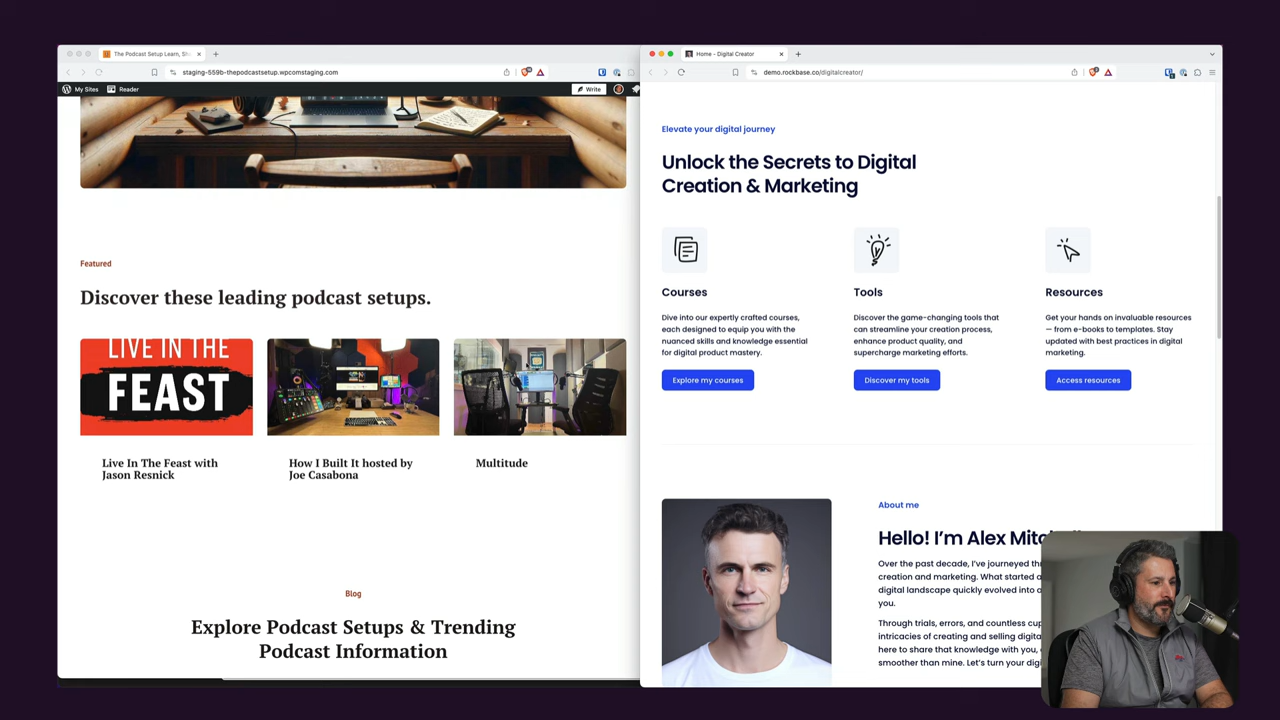 The Podcast Setup Learn, Sh
staging-559b-thepodcastsetup.wpcomstaging.com
My Sites
Reader
Write
Featured
Discover these leading podcast setups.
LIVE IN THE
FEAST
Live In The Feast with
Jason Resnick
How I Built It hosted by
Joe Casabona
Multitude
Blog
Explore Podcast Setups & Trending
Podcast Information
Home - Digital Creator
demo.rockbase.co/digitalcreator/
Elevate your digital journey
Unlock the Secrets to Digital
Creation & Marketing
Courses
Dive into our expertly crafted courses,
each designed to equip you with the
nuanced skills and knowledge essential
for digital product mastery.
Explore my courses
Tools
Discover the game-changing tools that
can streamline your creation process,
enhance product quality, and
supercharge marketing efforts.
Discover my tools
Resources
Get your hands on invaluable resources
— from e-books to templates. Stay
updated with best practices in digital
marketing.
Access resources
About me
Hello! I'm Alex
Over the past decade, I've journeyed
creation and marketing. What started a
digital landscape quickly evolved into a
you.
Through trials, errors, and countless cup
intricacies of creating and selling digita
here to share that knowledge with you,
smoother than mine. Let's turn your digi